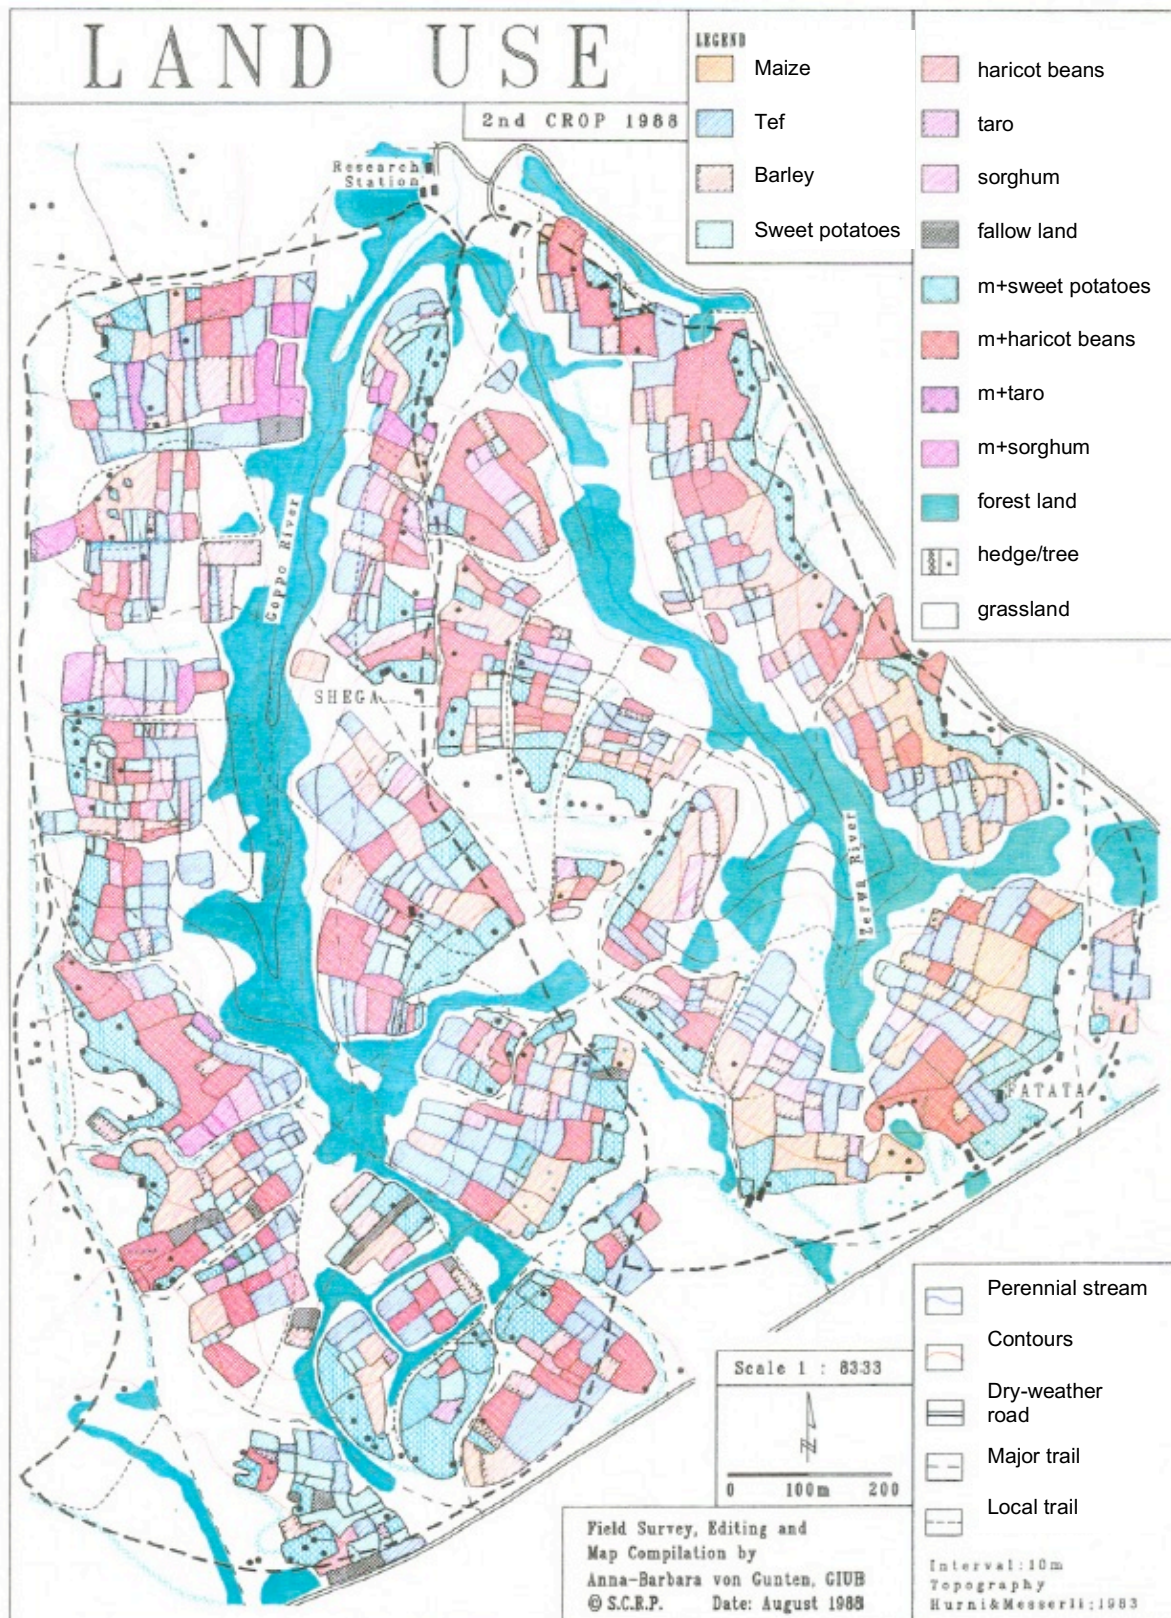 LAND USE
2nd CROP 1988
LEGEND
Maize
Tef
Barley
Sweet potatoes
haricot beans
taro
sorghum
fallow land
m+sweet potatoes
m+haricot beans
m+taro
m+sorghum
forest land
hedge/tree
grassland
Research
Station
Goppo River
SHEGA
Zerwa River
FATATA
Perennial stream
Contours
Dry-weather
road
Major trail
Local trail
Interval:10m
Topography
Hurni&Messerli:1983
Scale 1 : 8333
N
0 100m 200
Field Survey, Editing and
Map Compilation by
Anna-Barbara von Gunten, GIUB
© S.C.R.P. Date: August 1988